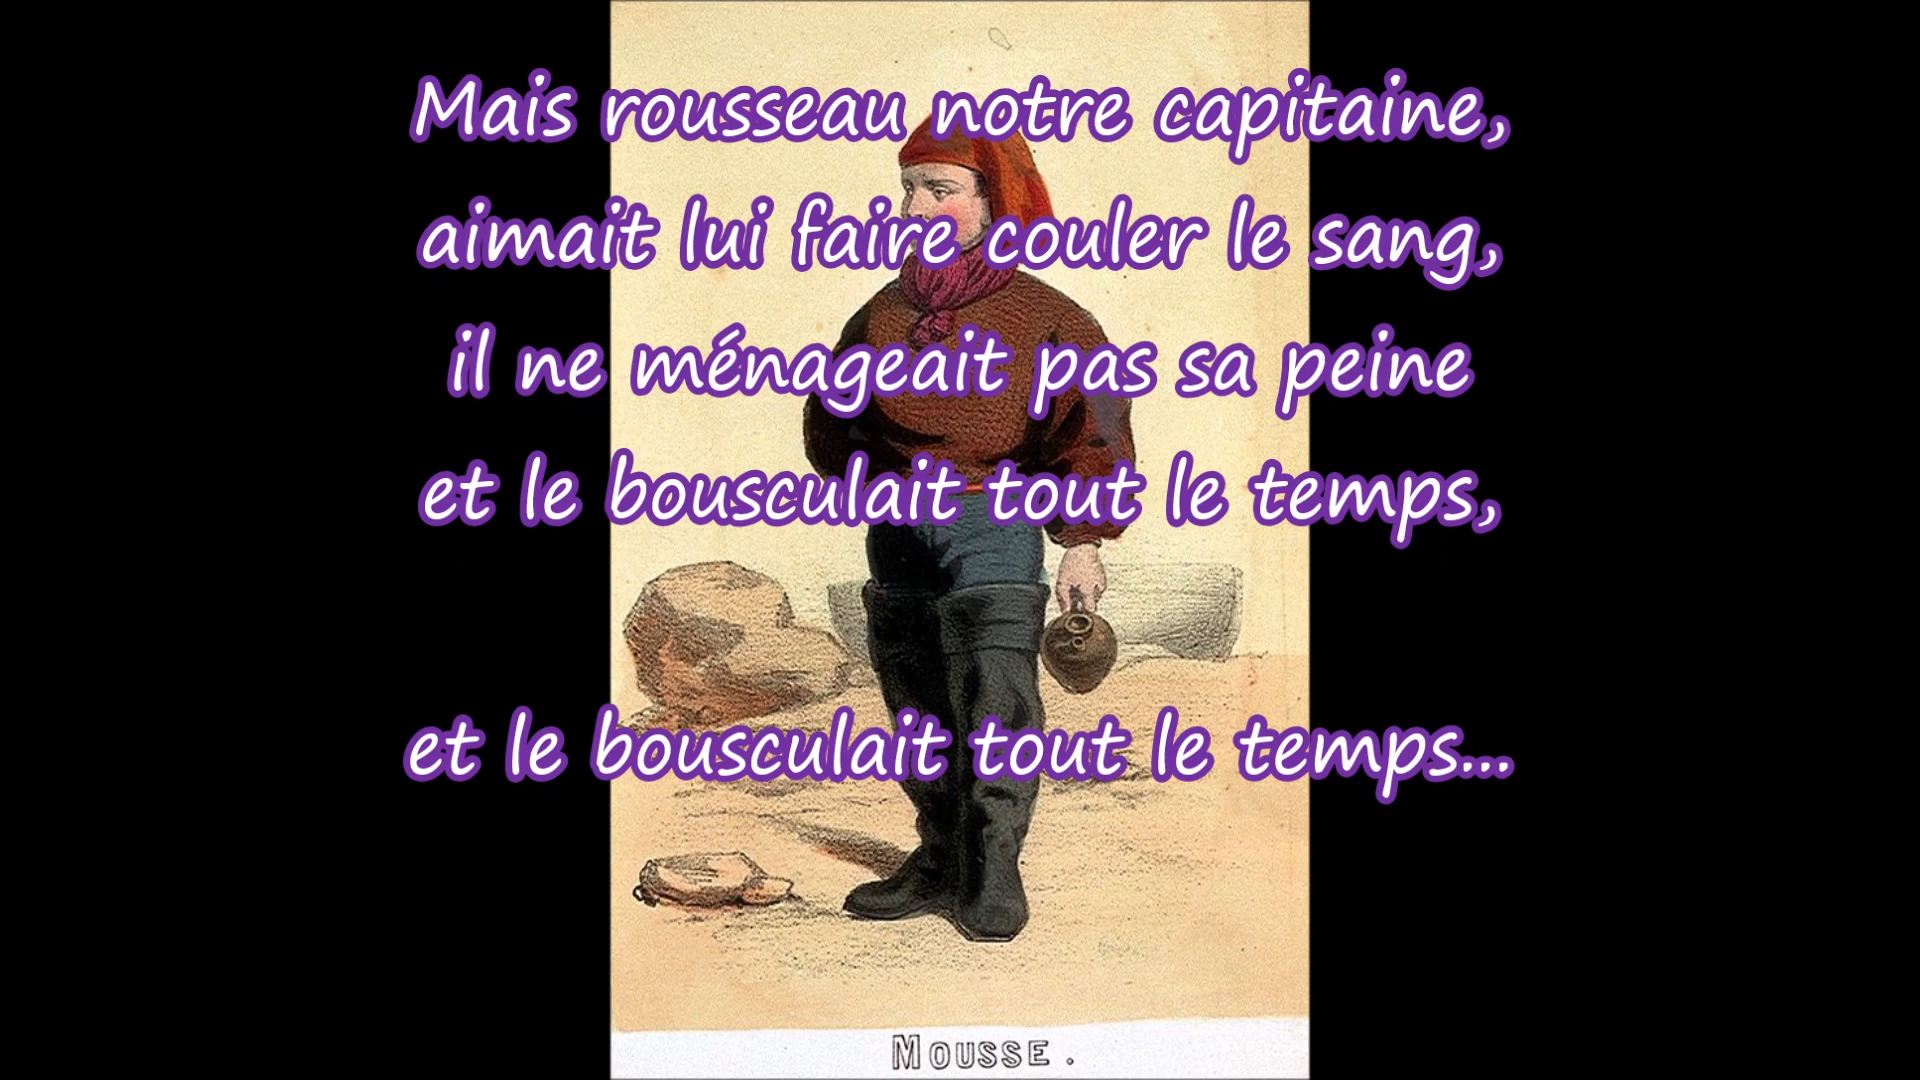 Mais rousseau notre capitaine,
aimait lui faire couler le sang,
il ne ménageait pas sa peine
et le bousculait tout le temps,
et le bousculait tout le temps...
MOUSSE.